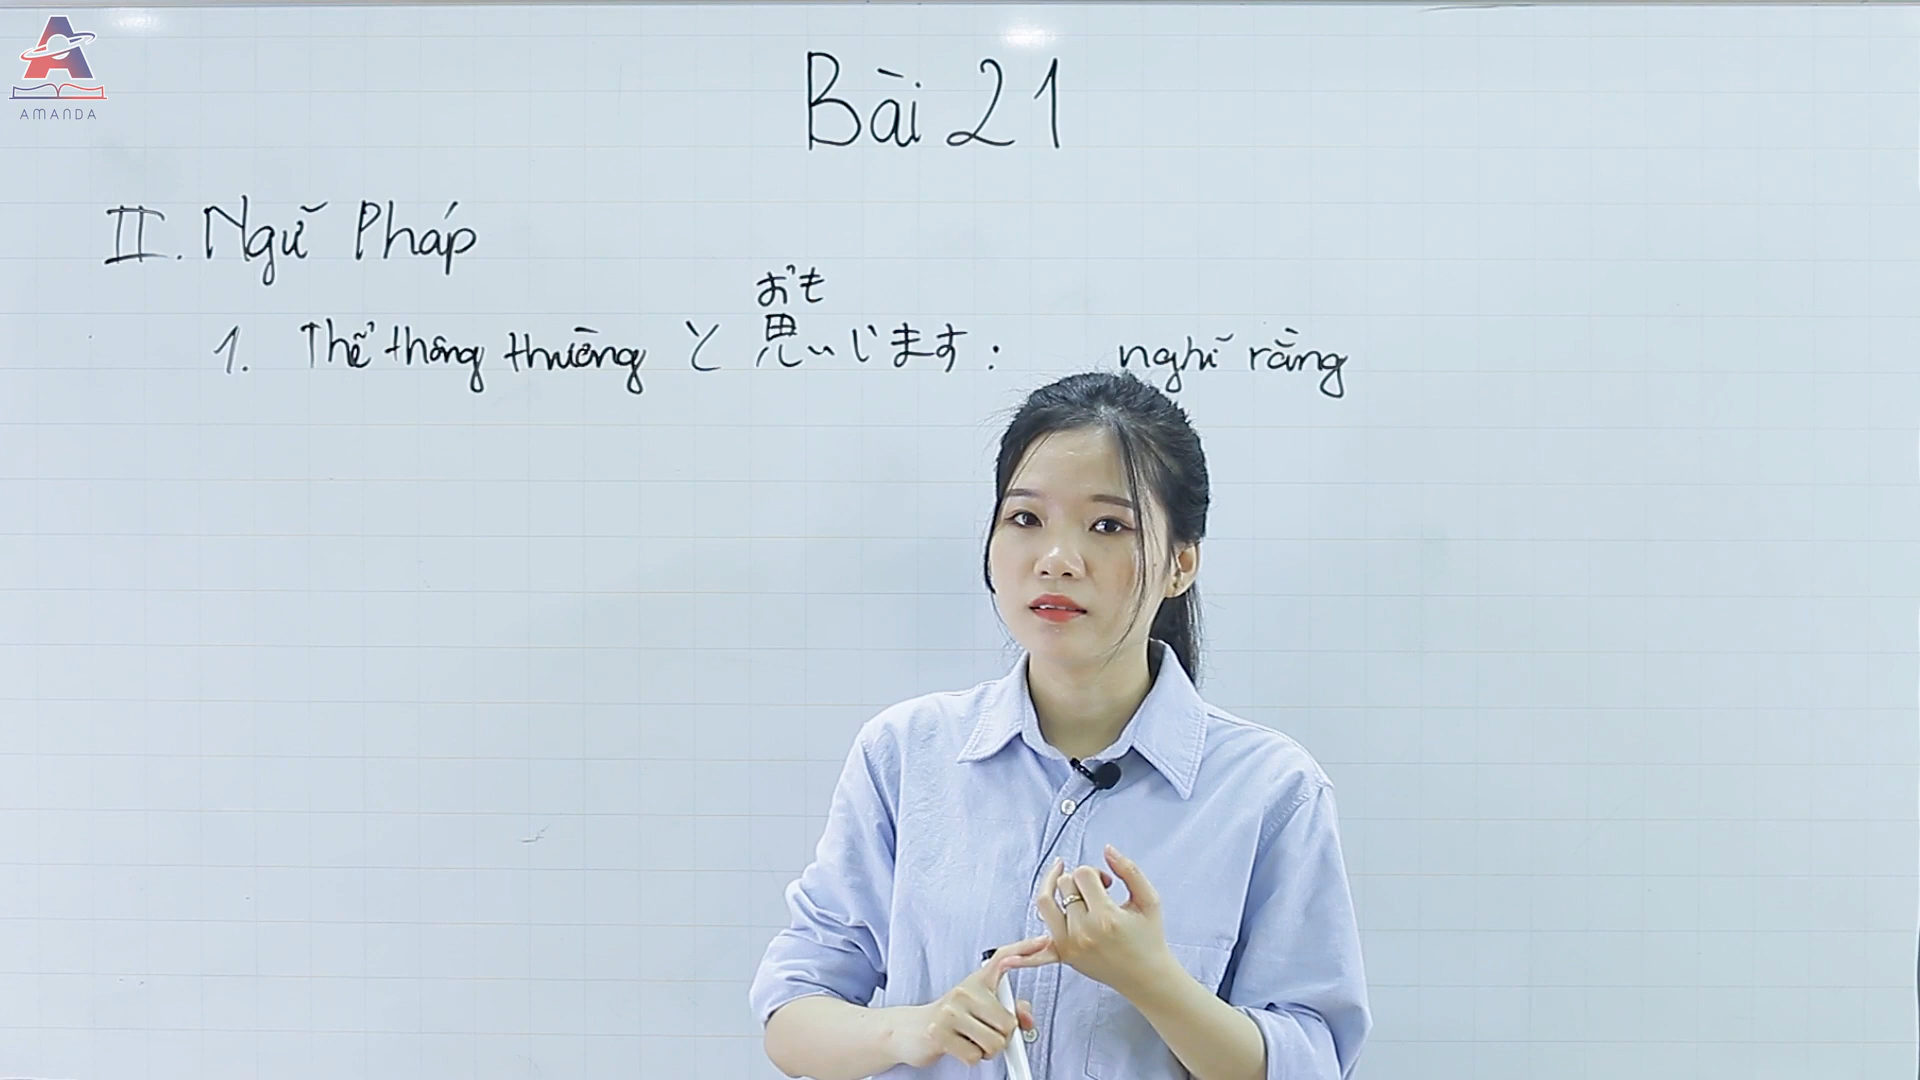 AMANDA
Bài 21
II. Ngữ Pháp
おも
1. Thể thông thường と 思います : nghĩ rằng